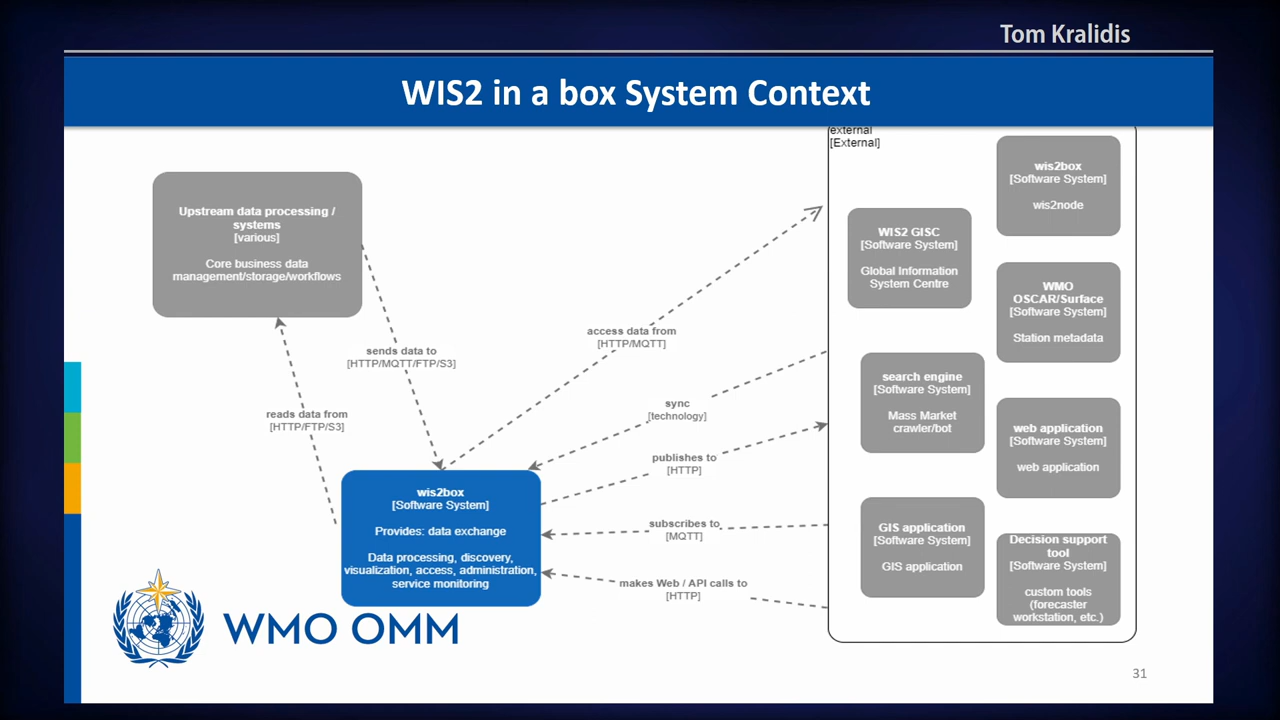 Tom Kralidis
WIS2 in a box System Context
external
[External]
Upstream data processing /
systems
[various]
Core business data
management/storage/workflows
sends data to
[HTTP/MQTT/FTP/S3]
reads data from
[HTTP/FTP/S3]
access data from
[HTTP/MQTT]
sync
[technology]
publishes to
[HTTP]
subscribes to
[MQTT]
makes Web / API calls to
[HTTP]
wis2box
[Software System]
Provides: data exchange
Data processing, discovery,
visualization, access, administration,
service monitoring
wis2box
[Software System]
wis2node
WIS2 GISC
[Software System]
Global Information
System Centre
WMO
OSCAR/Surface
[Software System]
Station metadata
search engine
[Software System]
Mass Market
crawler/bot
web application
[Software System]
web application
GIS application
[Software System]
GIS application
Decision support
tool
[Software System]
custom tools
(forecaster
workstation, etc.)
WMO OMM
31